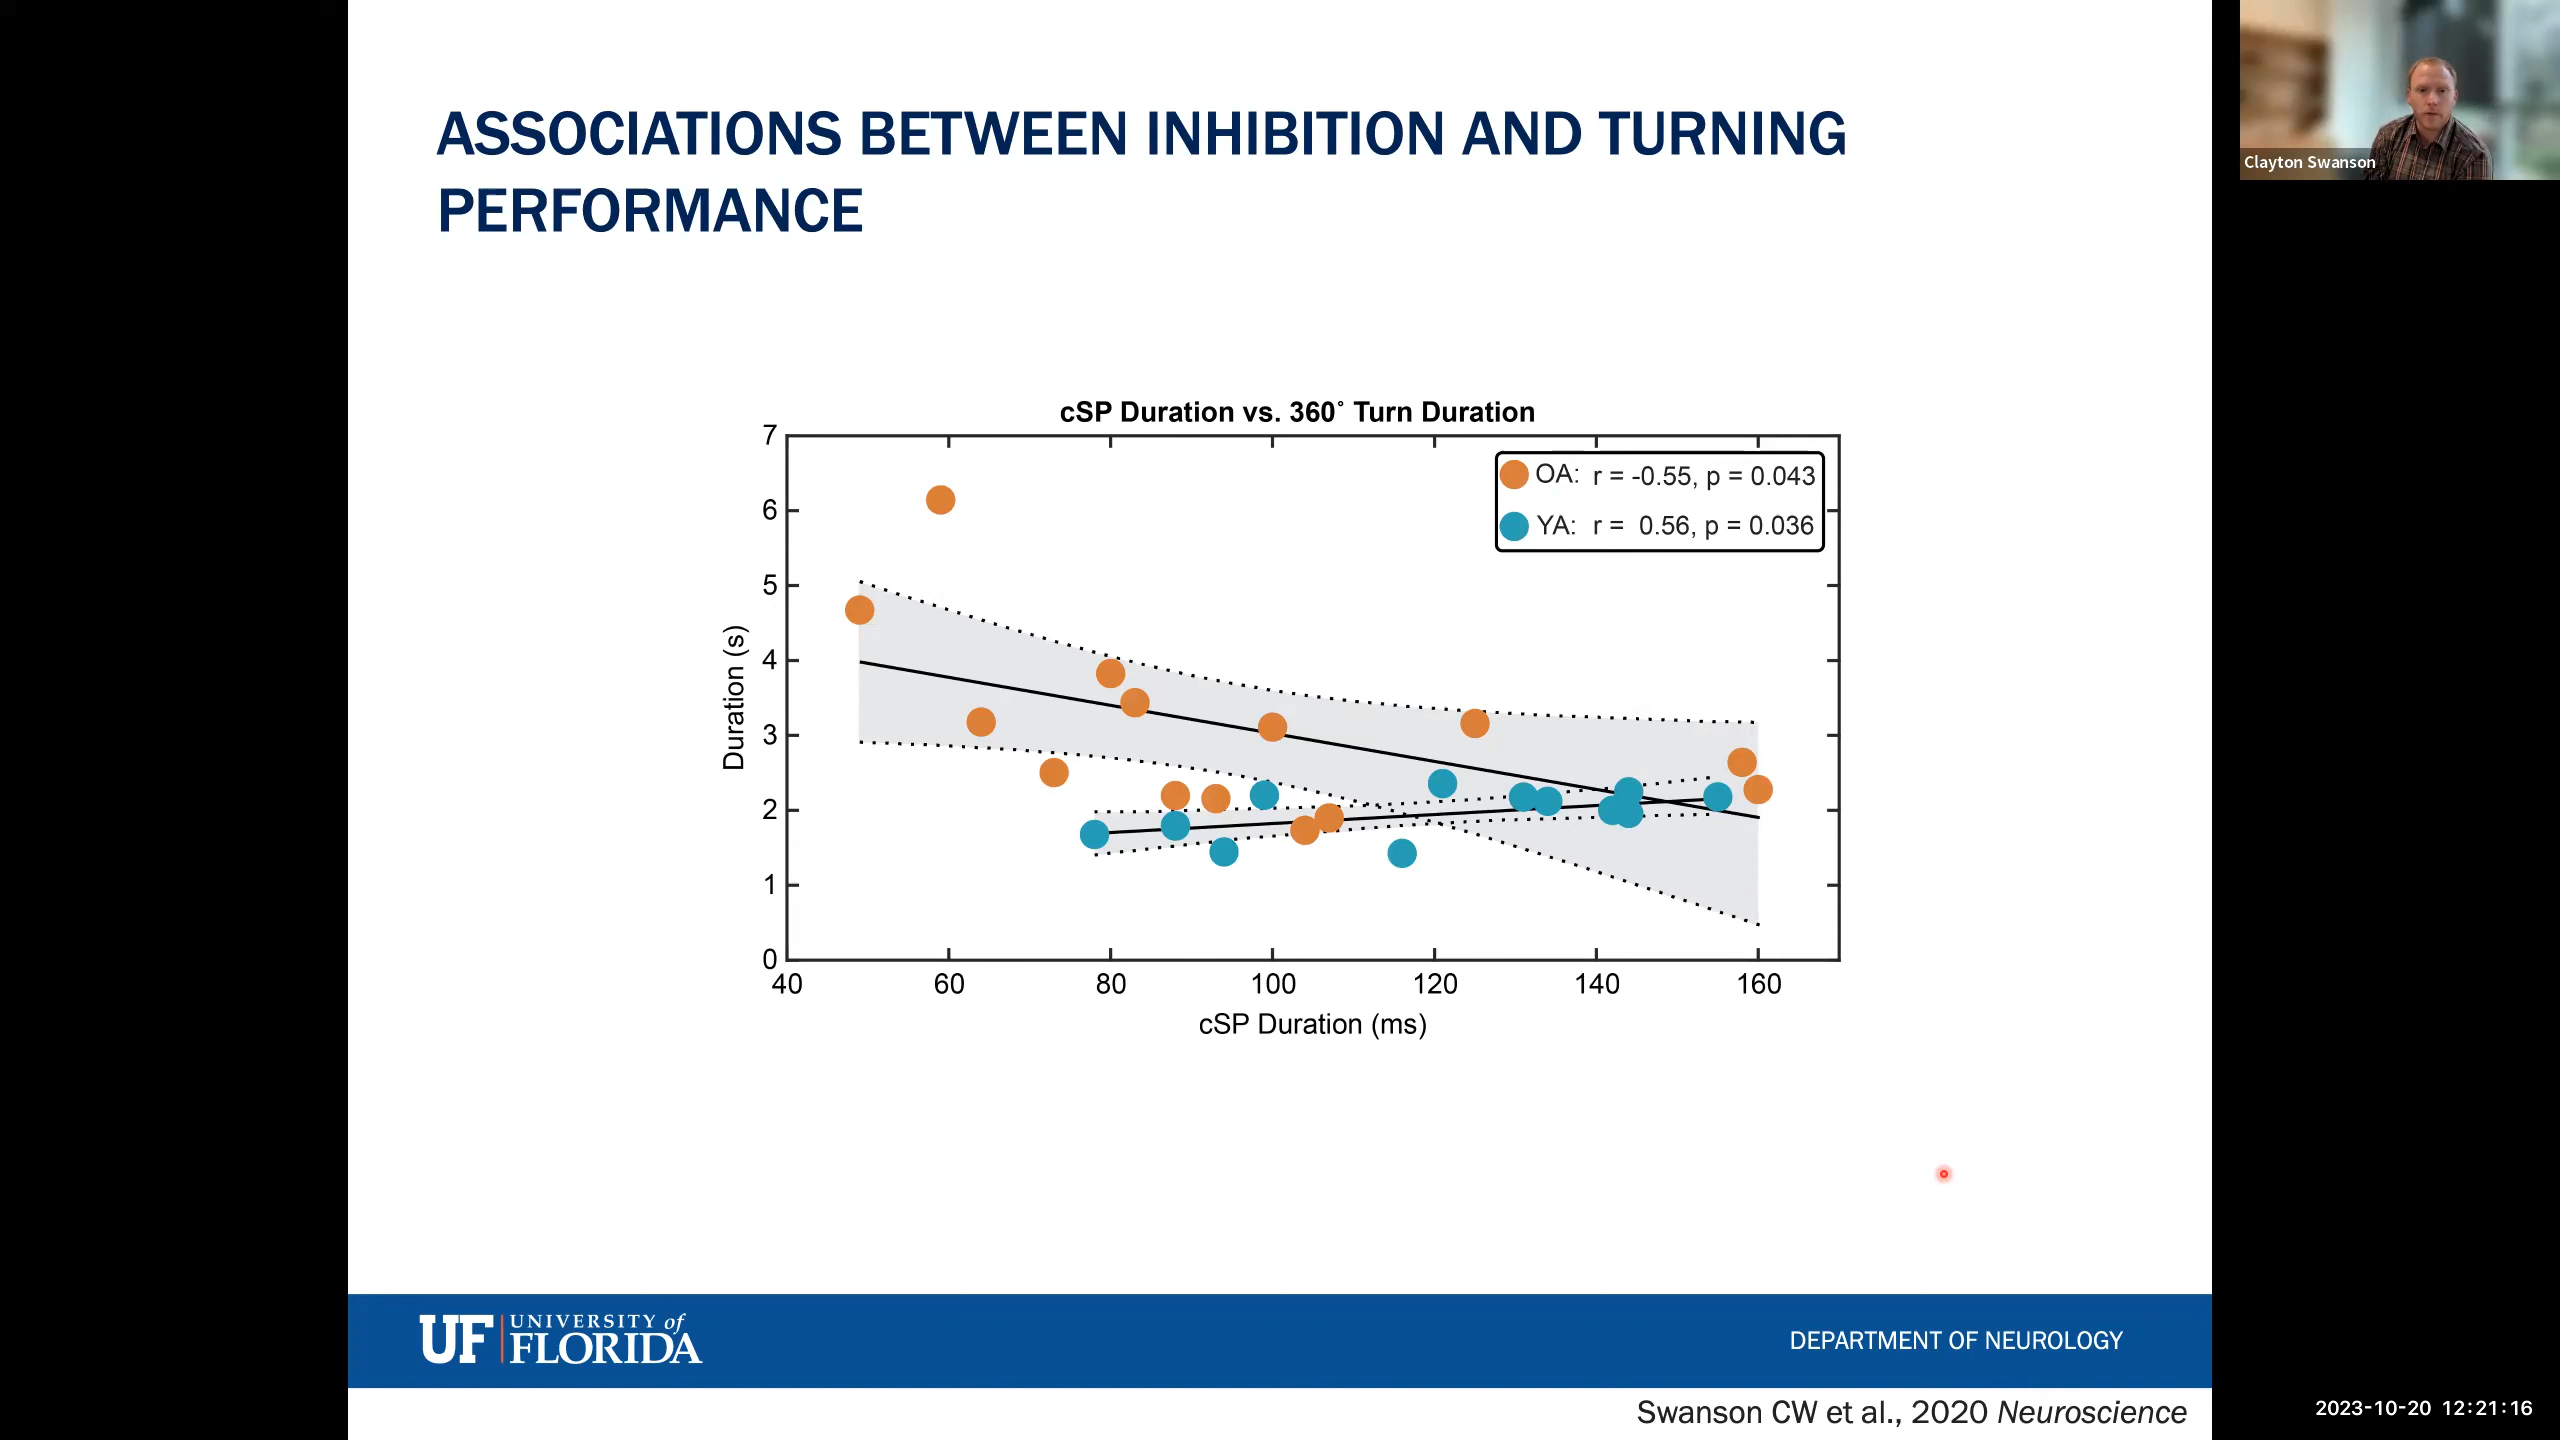 ASSOCIATIONS BETWEEN INHIBITION AND TURNING
PERFORMANCE
Clayton Swanson
cSP Duration vs. 360˚ Turn Duration
OA: r = -0.55, p = 0.043
YA: r = 0.56, p = 0.036
Duration (s)
7
6
5
4
3
2
1
0
40 60 80 100 120 140 160
cSP Duration (ms)
UF UNIVERSITY of
FLORIDA
DEPARTMENT OF NEUROLOGY
Swanson CW et al., 2020 Neuroscience
2023-10-20 12:21:16